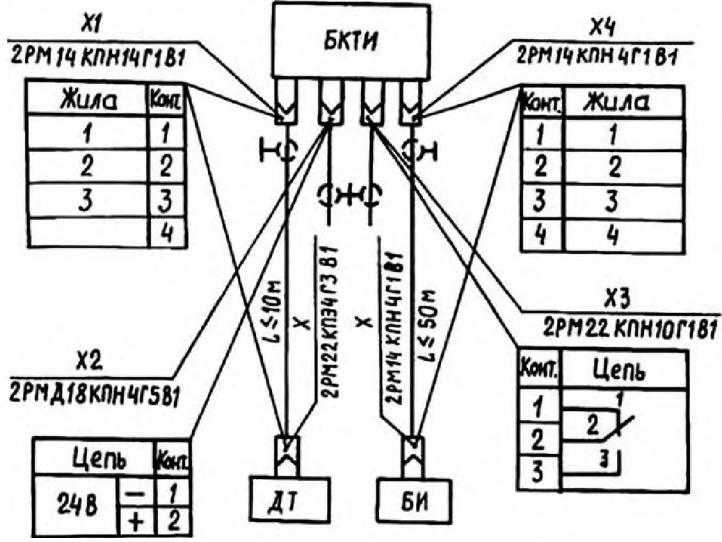 X1
2РМ14КПН14Г1В1
БКТИ
X4
2РМ14КПН4Г1В1
Жила Конт.
1 1
2 2
3 3
4
Конт. Жила
1 1
2 2
3 3
4 4
L≤10м
X
2РМ22КПЭ4Г3В1
X
2РМ14КПН4Г1В1
L≤50м
X2
2РМД18КПН4Г5В1
X3
2РМ22КПН10Г1В1
Цепь Конт.
24В
− 1
+ 2
ДТ
БИ
Конт. Цепь
1 1
2 2
3 3